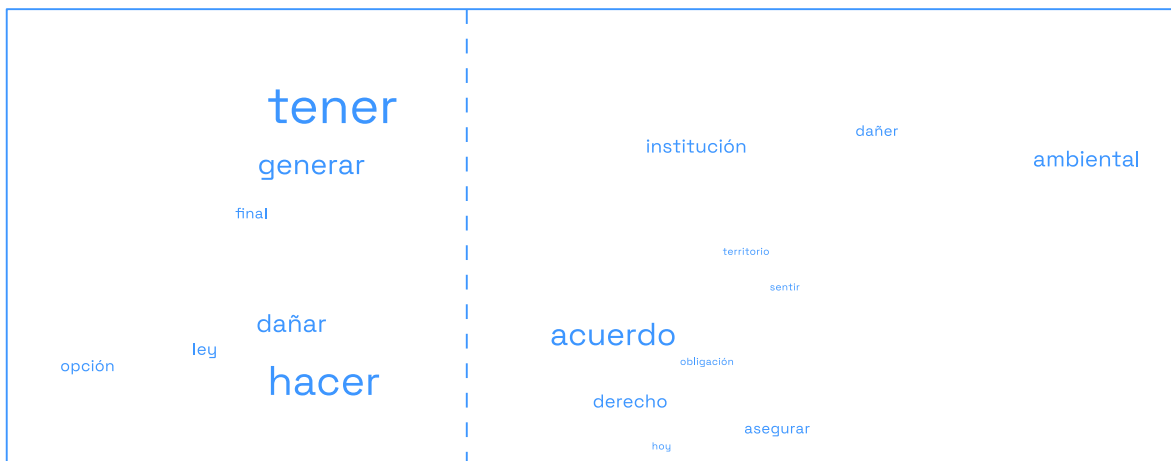 tener
generar
final
dañar
ley
opción
hacer
dañer
institución
ambiental
territorio
sentir
acuerdo
obligación
derecho
asegurar
hoy